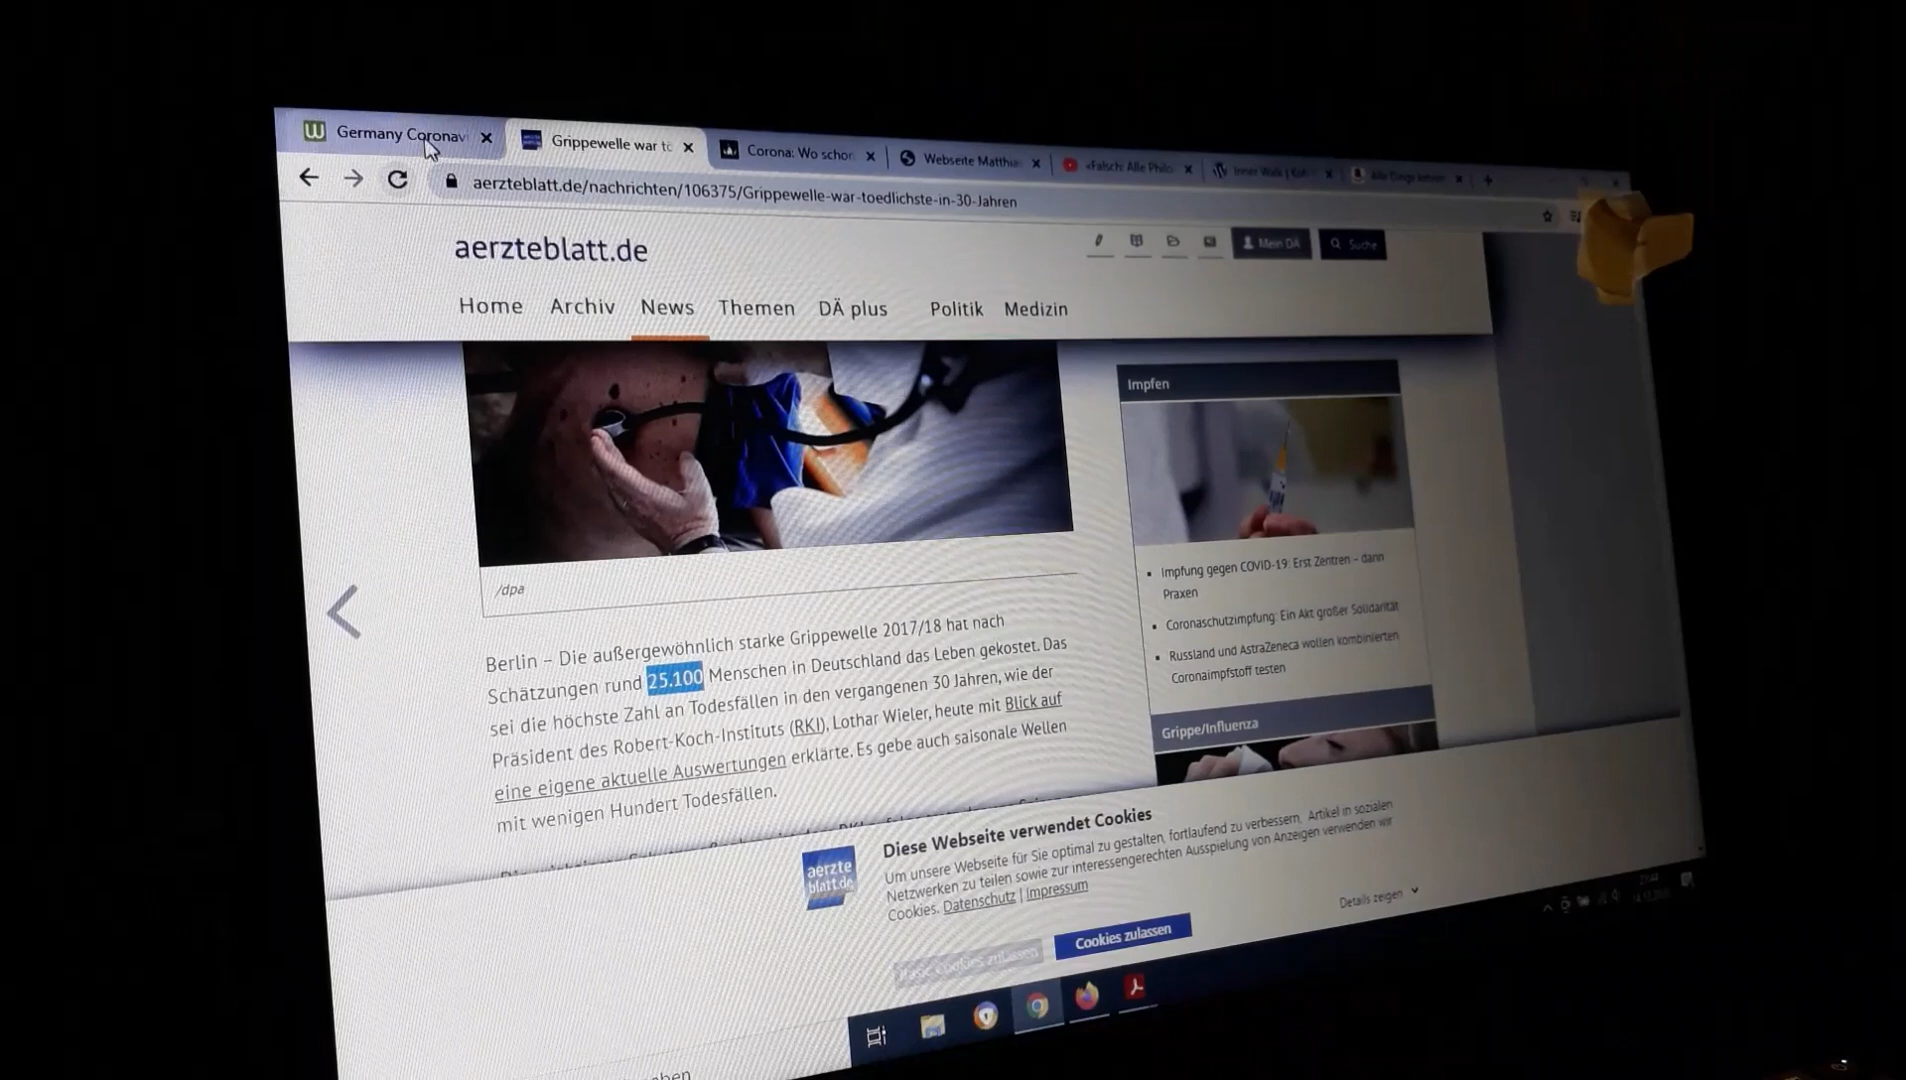 Germany Coronav
Grippewelle war tö
Corona: Wo schon
Webseite Matthia
«Falsch: Alle Philo
Inner Walk | Kon
aerzteblatt.de/nachrichten/106375/Grippewelle-war-toedlichste-in-30-Jahren
aerzteblatt.de
Mein DÄ
Suche
Home Archiv News Themen DÄ plus Politik Medizin
/dpa
Berlin – Die außergewöhnlich starke Grippewelle 2017/18 hat nach
Schätzungen rund 25.100 Menschen in Deutschland das Leben gekostet. Das
sei die höchste Zahl an Todesfällen in den vergangenen 30 Jahren, wie der
Präsident des Robert-Koch-Instituts (RKI), Lothar Wieler, heute mit Blick auf
eine eigene aktuelle Auswertungen erklärte. Es gebe auch saisonale Wellen
mit wenigen Hundert Todesfällen.
Impfen
Impfung gegen COVID-19: Erst Zentren – dann
Praxen
Coronaschutzimpfung: Ein Akt großer Solidarität
Russland und AstraZeneca wollen kombinierten
Coronaimpfstoff testen
Grippe/Influenza
aerzte
blatt.de
Diese Webseite verwendet Cookies
Um unsere Webseite für Sie optimal zu gestalten, fortlaufend zu verbessern, Artikel in sozialen
Netzwerken zu teilen sowie zur interessengerechten Ausspielung von Anzeigen verwenden wir
Cookies. Datenschutz | Impressum
Details zeigen
Basic Cookies zulassen
Cookies zulassen